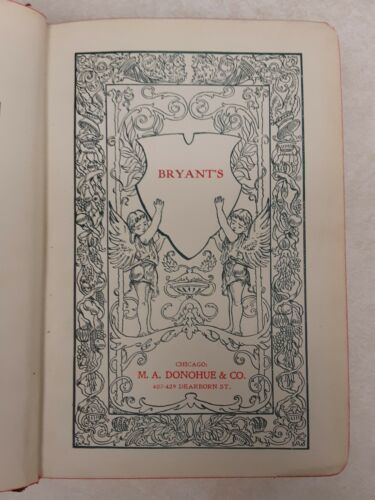 BRYANT'S
CHICAGO:
M. A. DONOHUE & CO.
407-429 DEARBORN ST.